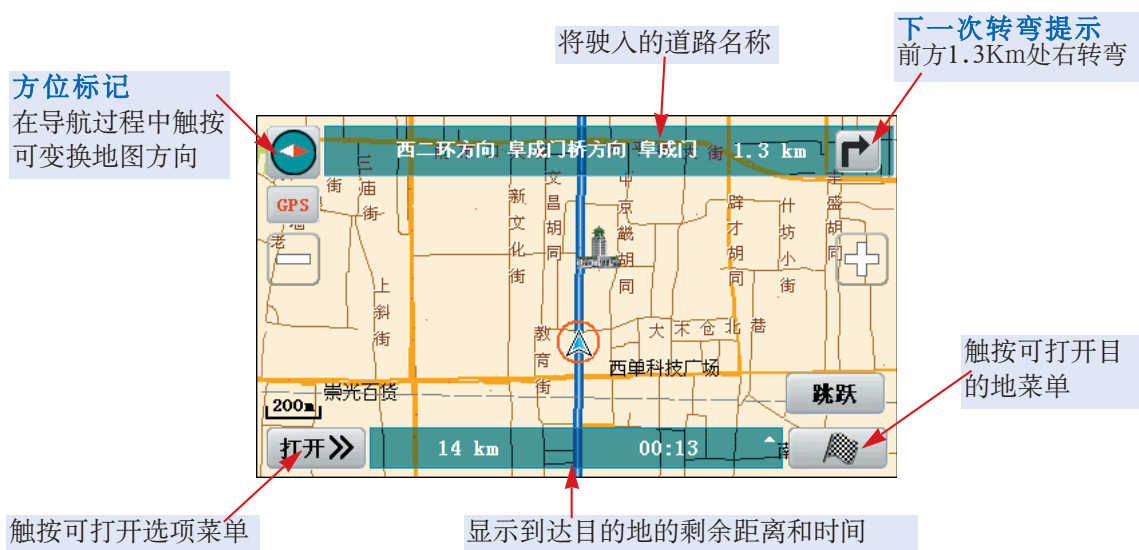 将驶入的道路名称
下一次转弯提示
前方1.3Km处右转弯
方位标记
在导航过程中触按
可变换地图方向
西二环方向 阜成门桥方向 阜成门 街 1.3 km
GPS
三庙街
街
老墙
新文化街
文昌胡同
中京畿胡同
辟才胡同
什坊小街
盛胡同
上斜街
教育街
大木仓北巷
西单科技广场
崇光百货
200m
跳跃
打开
14 km
00:13
南
触按可打开目
的地菜单
触按可打开选项菜单
显示到达目的地的剩余距离和时间